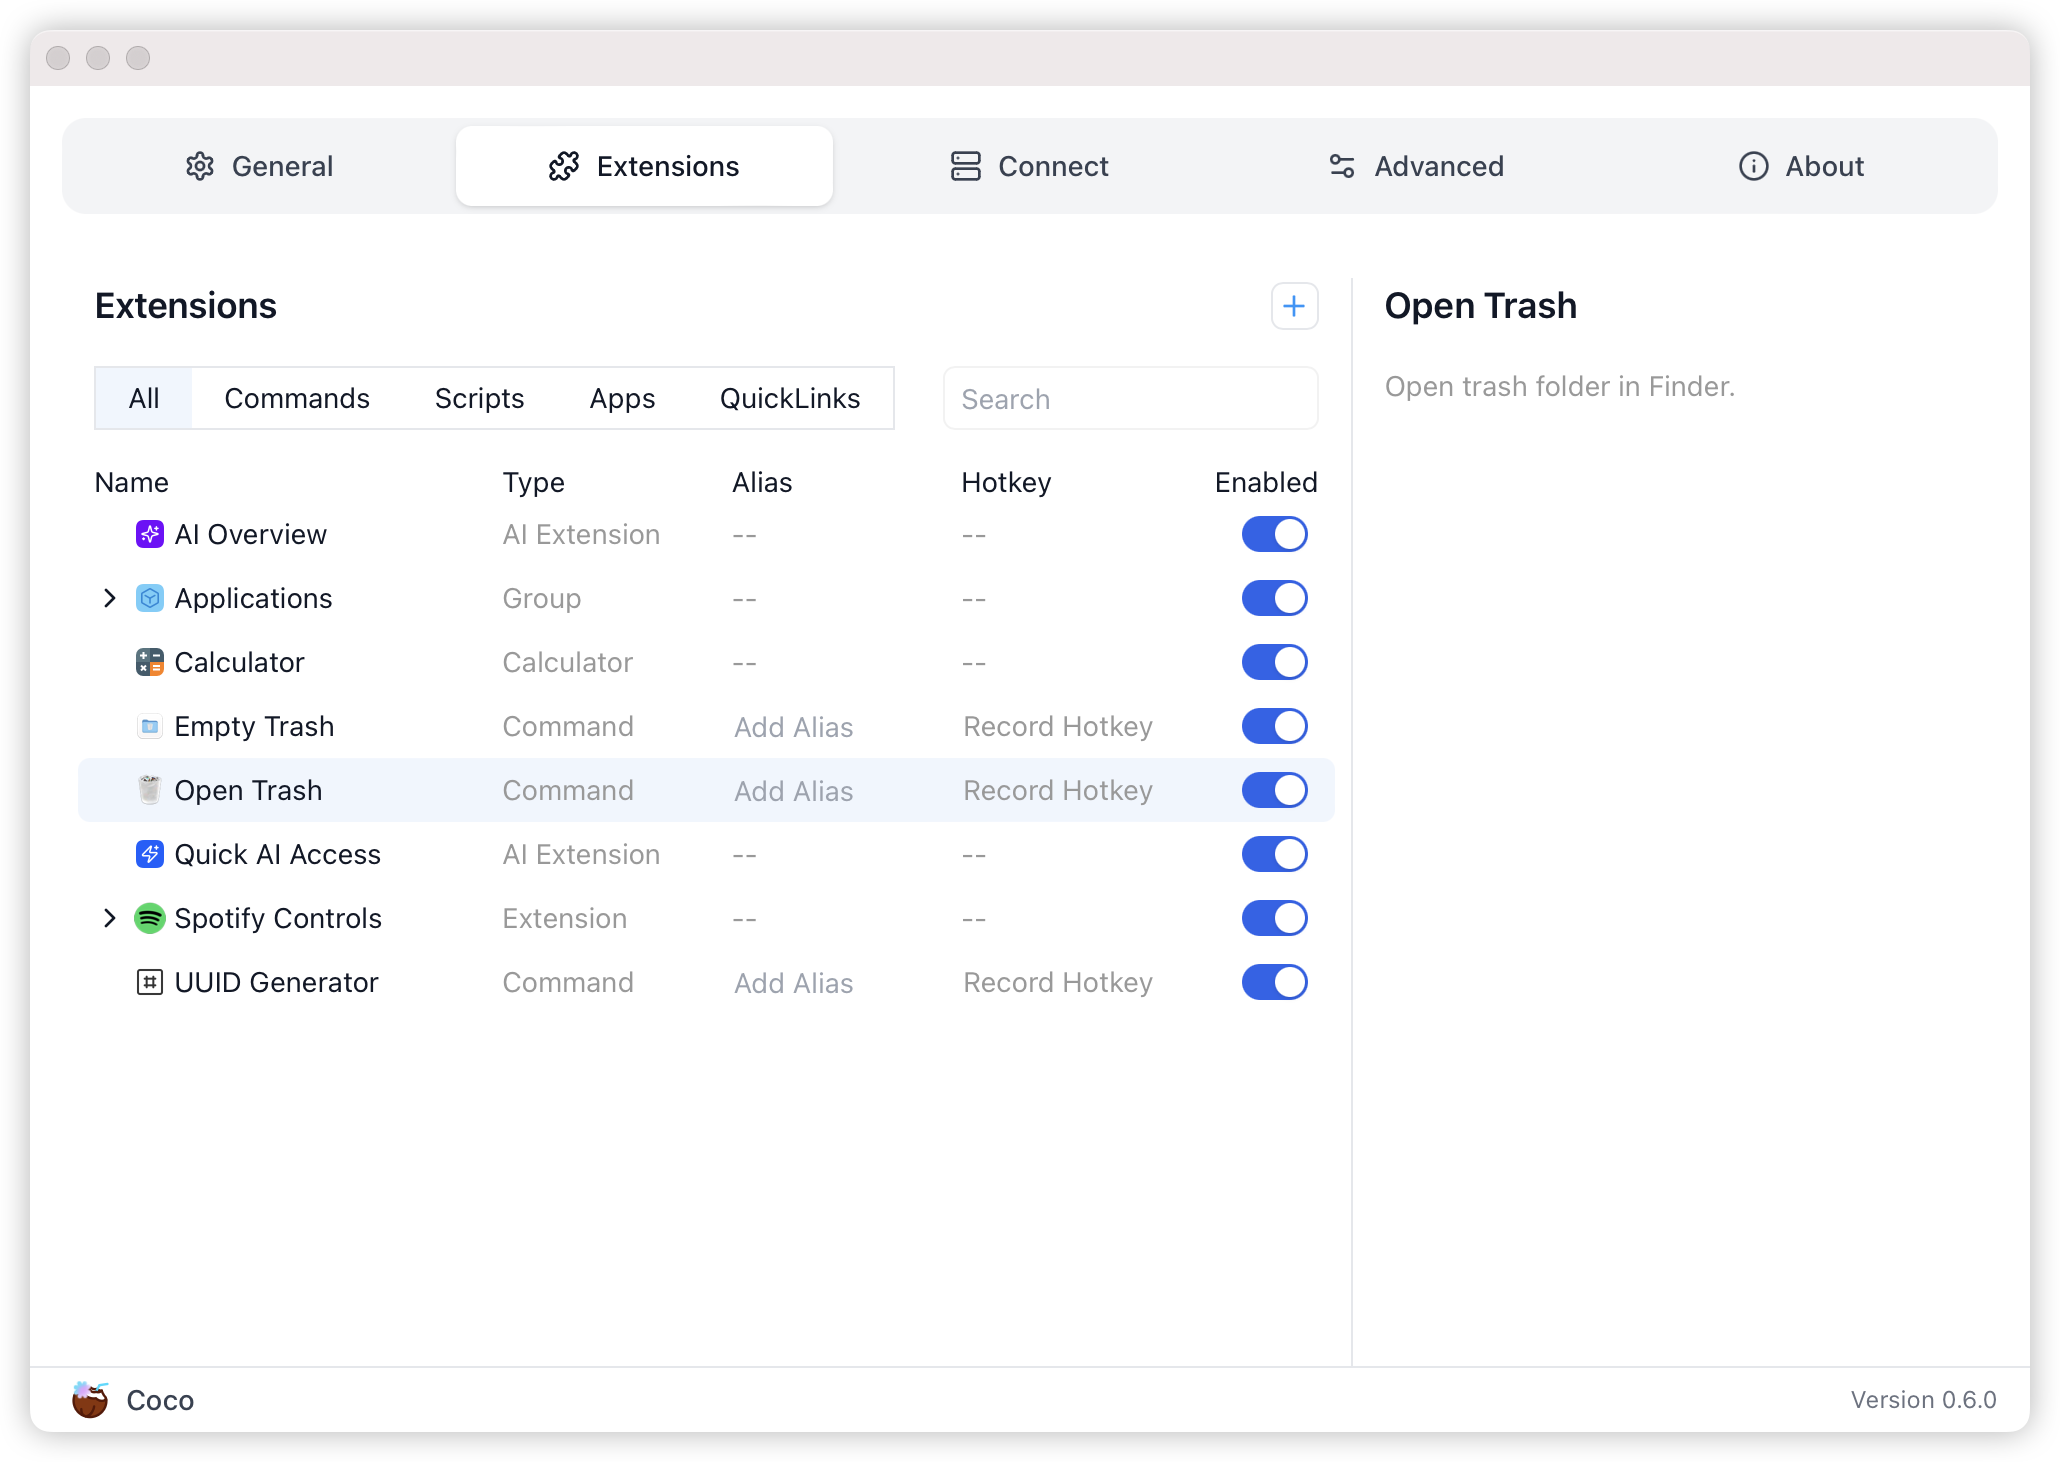 General Extensions Connect Advanced About
Extensions
All Commands Scripts Apps QuickLinks Search
Name Type Alias Hotkey Enabled
AI Overview AI Extension -- --
Applications Group -- --
Calculator Calculator -- --
Empty Trash Command Add Alias Record Hotkey
Open Trash Command Add Alias Record Hotkey
Quick AI Access AI Extension -- --
Spotify Controls Extension -- --
UUID Generator Command Add Alias Record Hotkey
Open Trash
Open trash folder in Finder.
Coco
Version 0.6.0